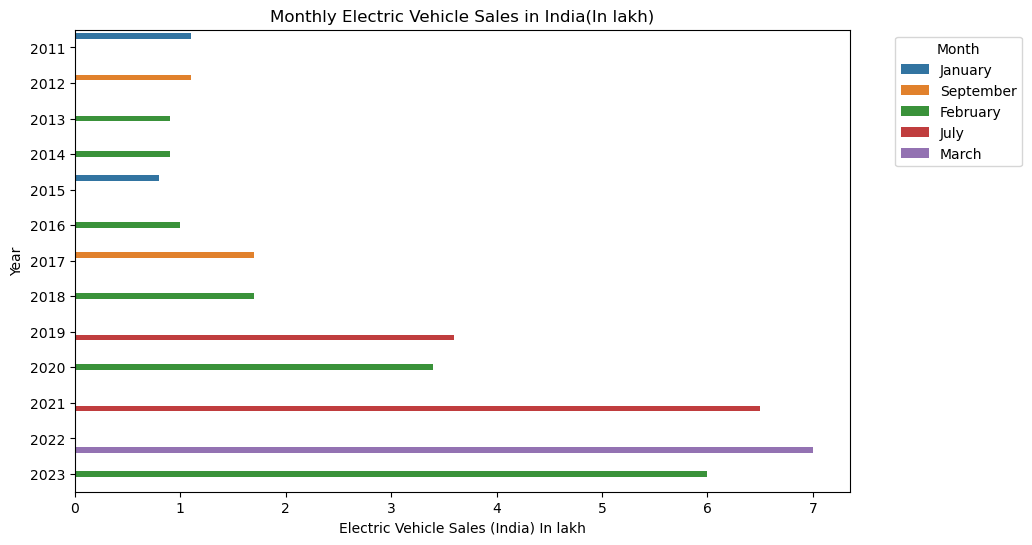 Monthly Electric Vehicle Sales in India(In lakh)
Year
2011
2012
2013
2014
2015
2016
2017
2018
2019
2020
2021
2022
2023
0 1 2 3 4 5 6 7
Electric Vehicle Sales (India) In lakh
Month
January
September
February
July
March